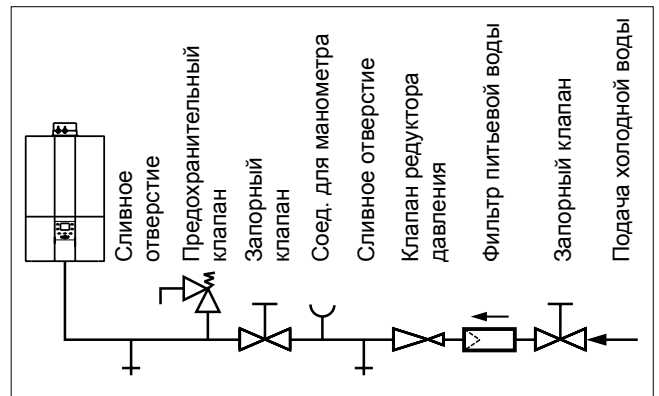 Сливное
отверстие
Предохранительный
клапан
Запорный
клапан
Соед. для манометра
Сливное отверстие
Клапан редуктора
давления
Фильтр питьевой воды
Запорный клапан
Подача холодной воды